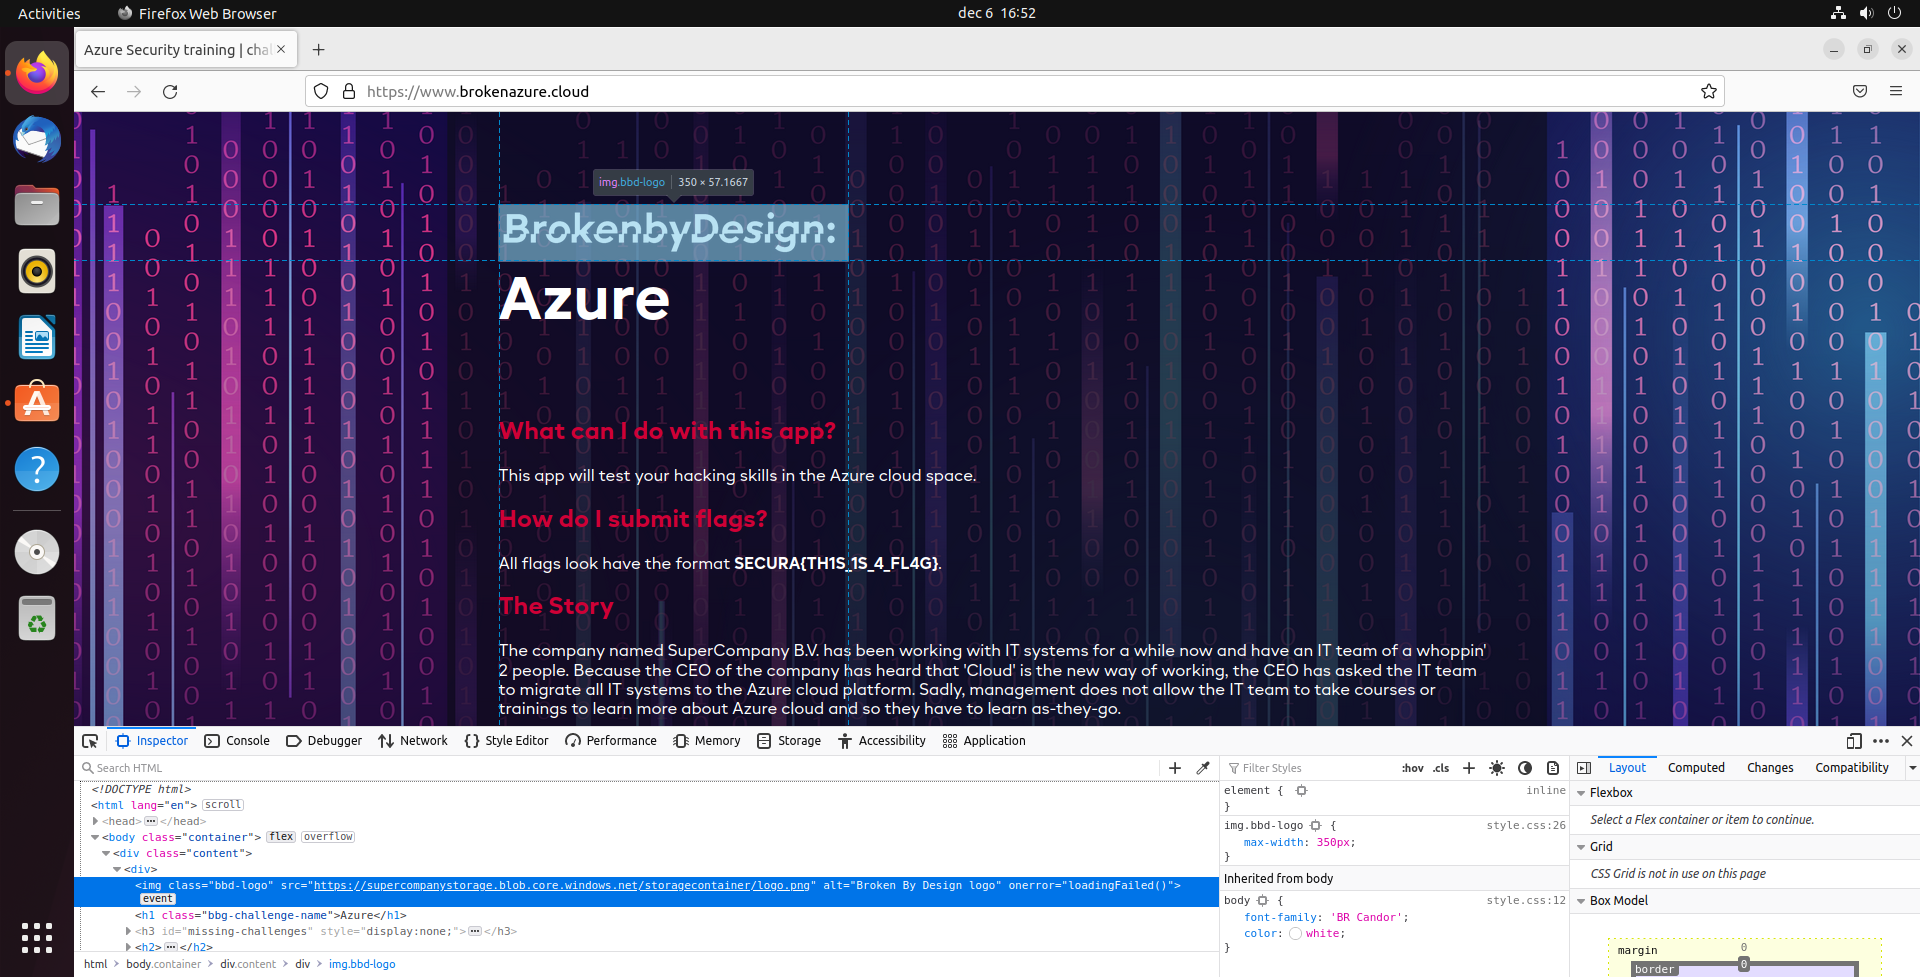 Activities
Firefox Web Browser
dec 6 16:52
Azure Security training | cha
https://www.brokenazure.cloud
img.bbd-logo 350 × 57.1667
BrokenbyDesign:
Azure
What can I do with this app?
This app will test your hacking skills in the Azure cloud space.
How do I submit flags?
All flags look have the format SECURA{TH1S_1S_4_FL4G}.
The Story
The company named SuperCompany B.V. has been working with IT systems for a while now and have an IT team of a whoppin'
2 people. Because the CEO of the company has heard that 'Cloud' is the new way of working, the CEO has asked the IT team
to migrate all IT systems to the Azure cloud platform. Sadly, management does not allow the IT team to take courses or
trainings to learn more about Azure cloud and so they have to learn as-they-go.
Inspector Console Debugger Network Style Editor Performance Memory Storage Accessibility Application
Search HTML
<!DOCTYPE html>
<html lang="en"> scroll
<head> ••• </head>
<body class="container"> flex overflow
<div class="content">
<div>
<img class="bbd-logo" src="https://supercompanystorage.blob.core.windows.net/storagecontainer/logo.png" alt="Broken By Design logo" onerror="loadingFailed()">
event
<h1 class="bbg-challenge-name">Azure</h1>
<h3 id="missing-challenges" style="display:none;"> ••• </h3>
<h2> ••• </h2>
html > body.container > div.content > div > img.bbd-logo
Filter Styles
:hov .cls
element { inline
}
img.bbd-logo { style.css:26
max-width: 350px;
}
Inherited from body
body { style.css:12
font-family: 'BR Candor';
color: white;
}
Layout Computed Changes Compatibility
Flexbox
Select a Flex container or item to continue.
Grid
CSS Grid is not in use on this page
Box Model
margin 0
border 0